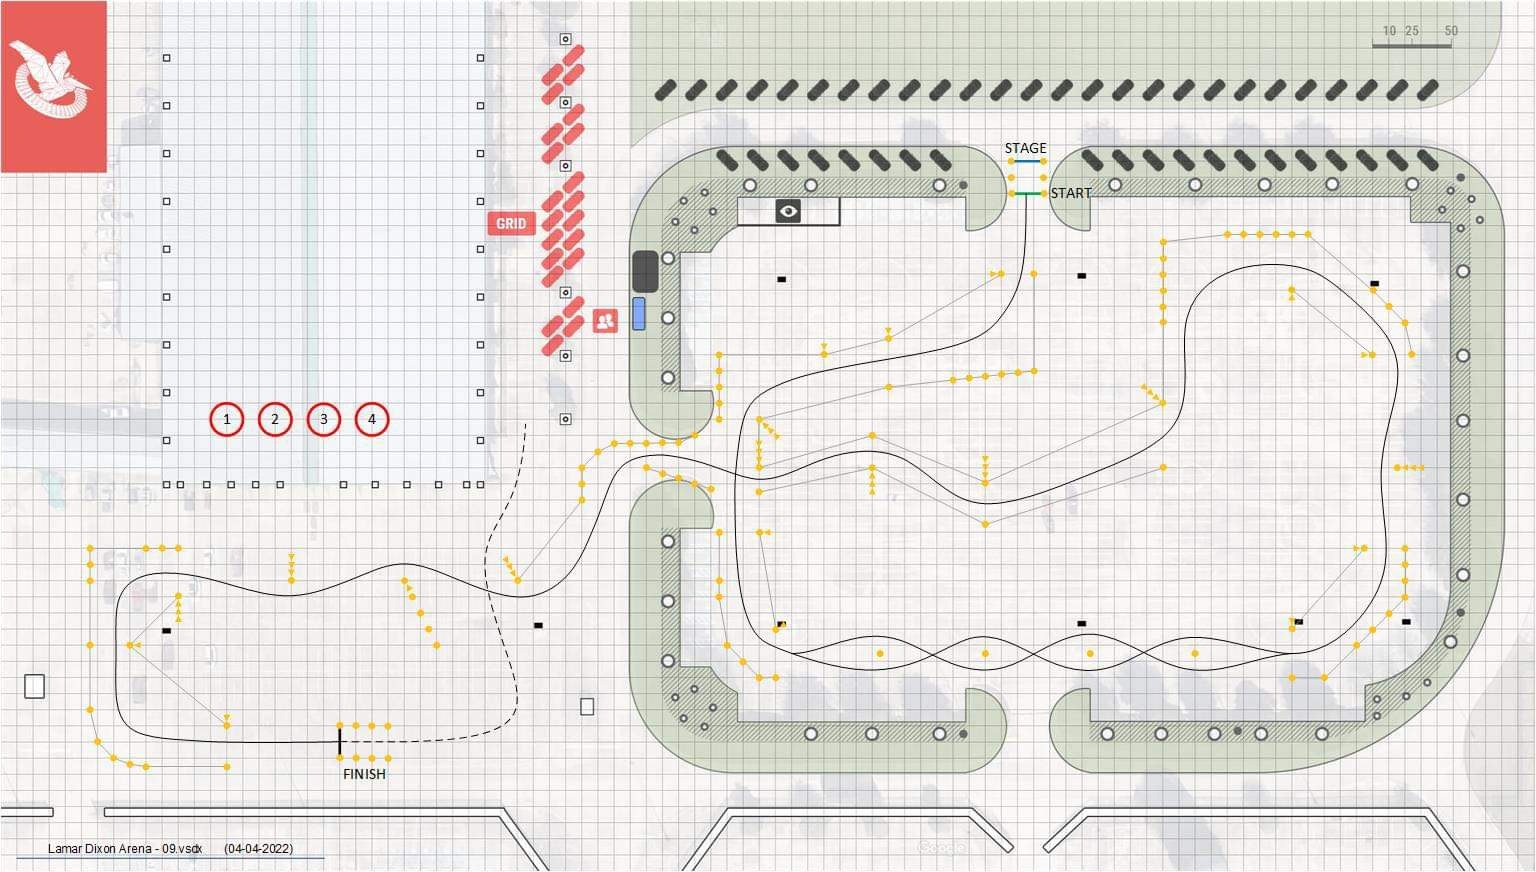 10 25 50
STAGE
START
GRID
1 2 3 4
FINISH
Lamar Dixon Arena - 09.vsdx (04-04-2022)
Google